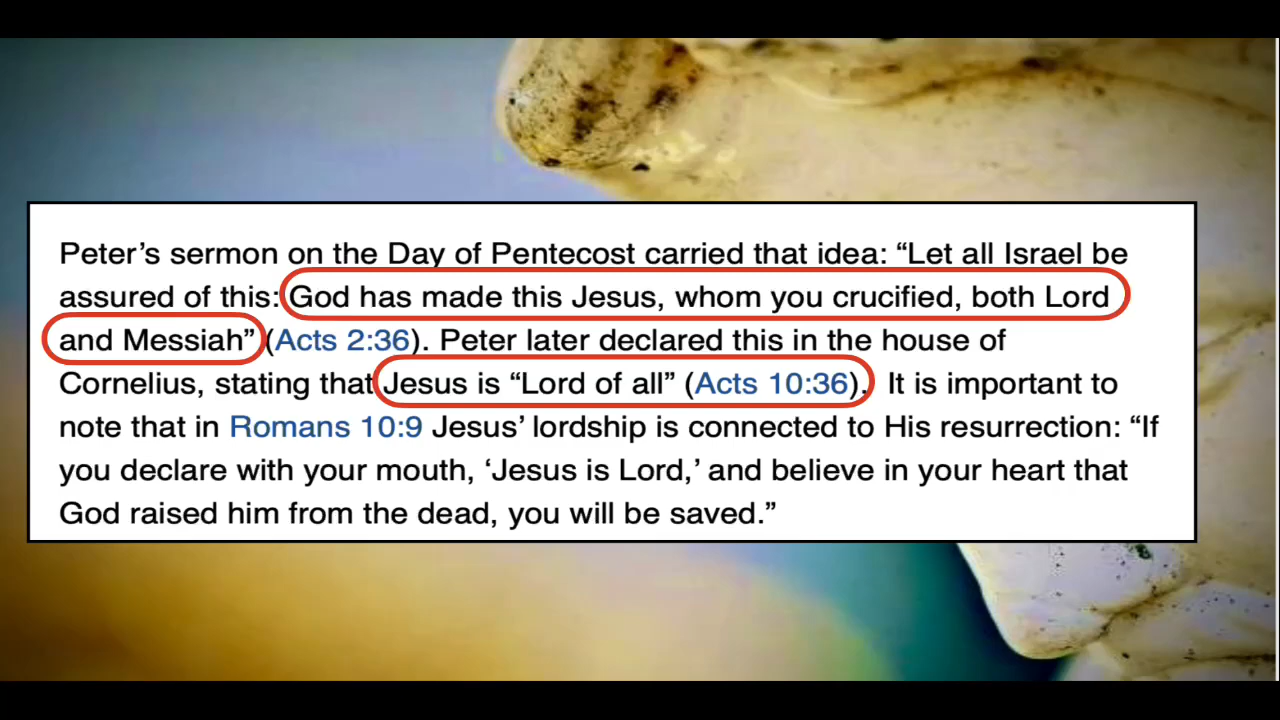 Peter’s sermon on the Day of Pentecost carried that idea: “Let all Israel be
assured of this: God has made this Jesus, whom you crucified, both Lord
and Messiah” (Acts 2:36). Peter later declared this in the house of
Cornelius, stating that Jesus is “Lord of all” (Acts 10:36). It is important to
note that in Romans 10:9 Jesus’ lordship is connected to His resurrection: “If
you declare with your mouth, ‘Jesus is Lord,’ and believe in your heart that
God raised him from the dead, you will be saved.”